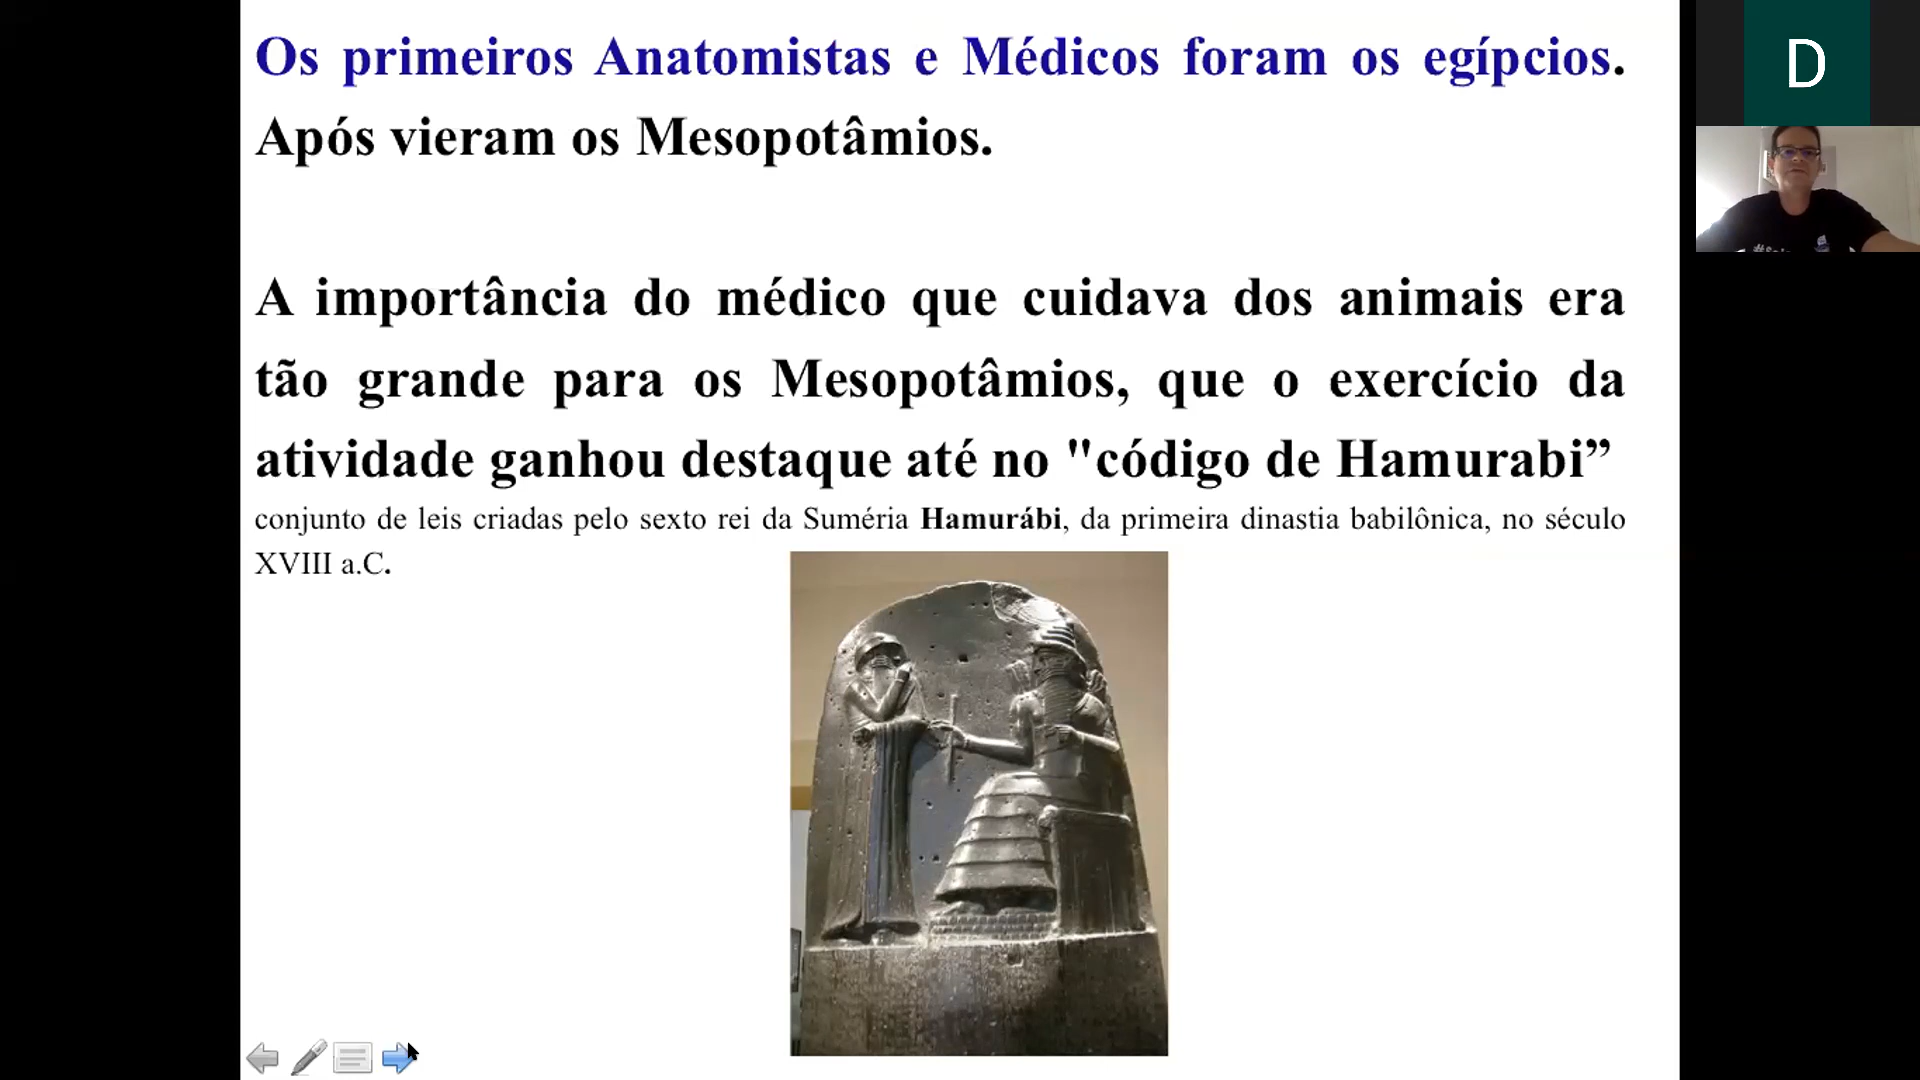 Os primeiros Anatomistas e Médicos foram os egípcios.
Após vieram os Mesopotâmios.
A importância do médico que cuidava dos animais era
tão grande para os Mesopotâmios, que o exercício da
atividade ganhou destaque até no "código de Hamurabi”
conjunto de leis criadas pelo sexto rei da Suméria Hamurábi, da primeira dinastia babilônica, no século
XVIII a.C.
D